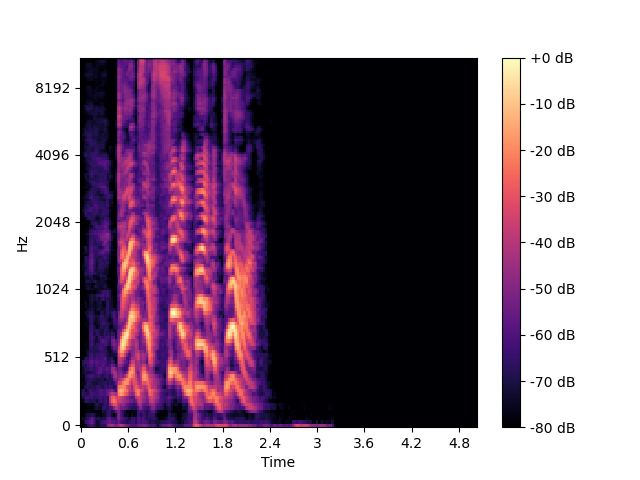 8192
4096
2048
1024
512
0
Hz
0 0.6 1.2 1.8 2.4 3 3.6 4.2 4.8
Time
+0 dB
-10 dB
-20 dB
-30 dB
-40 dB
-50 dB
-60 dB
-70 dB
-80 dB